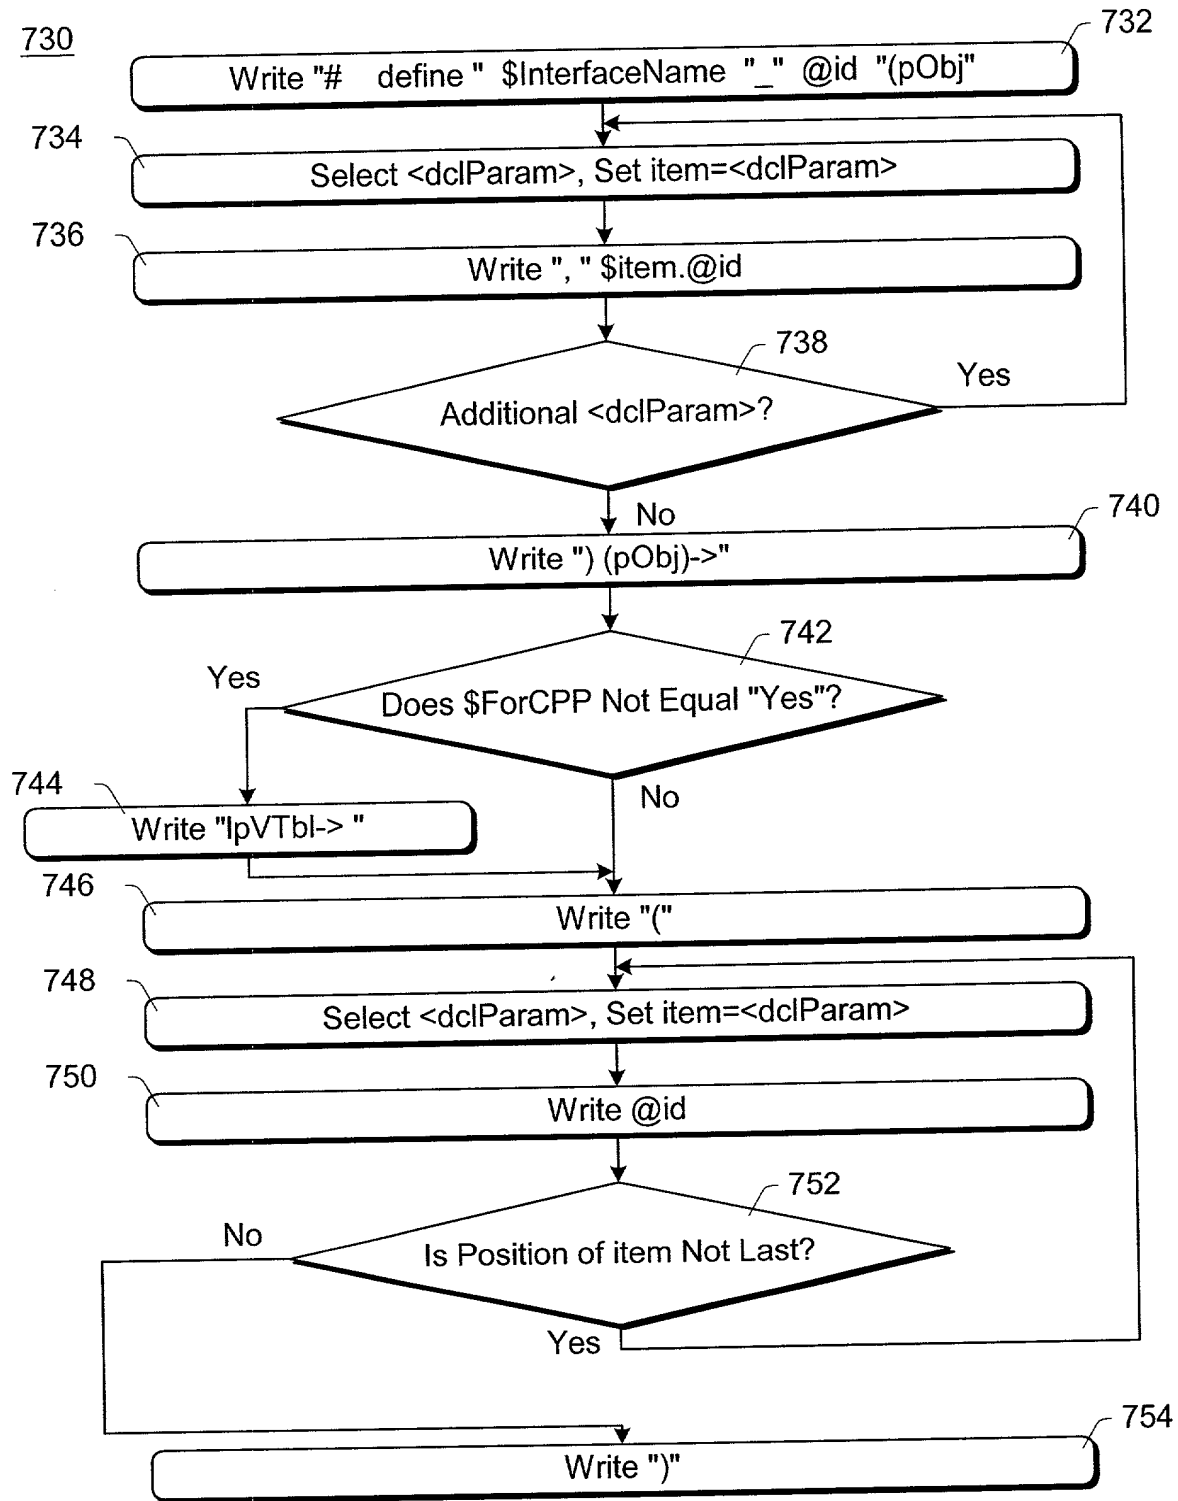 730
732
Write "# define " $InterfaceName "_" @id "(pObj"
734
Select <dclParam>, Set item=<dclParam>
736
Write ", " $item.@id
738
Yes
Additional <dclParam>?
No
740
Write ") (pObj)->"
742
Yes
Does $ForCPP Not Equal "Yes"?
744
No
Write "lpVTbl-> "
746
Write "("
748
Select <dclParam>, Set item=<dclParam>
750
Write @id
752
No
Is Position of item Not Last?
Yes
754
Write ")"